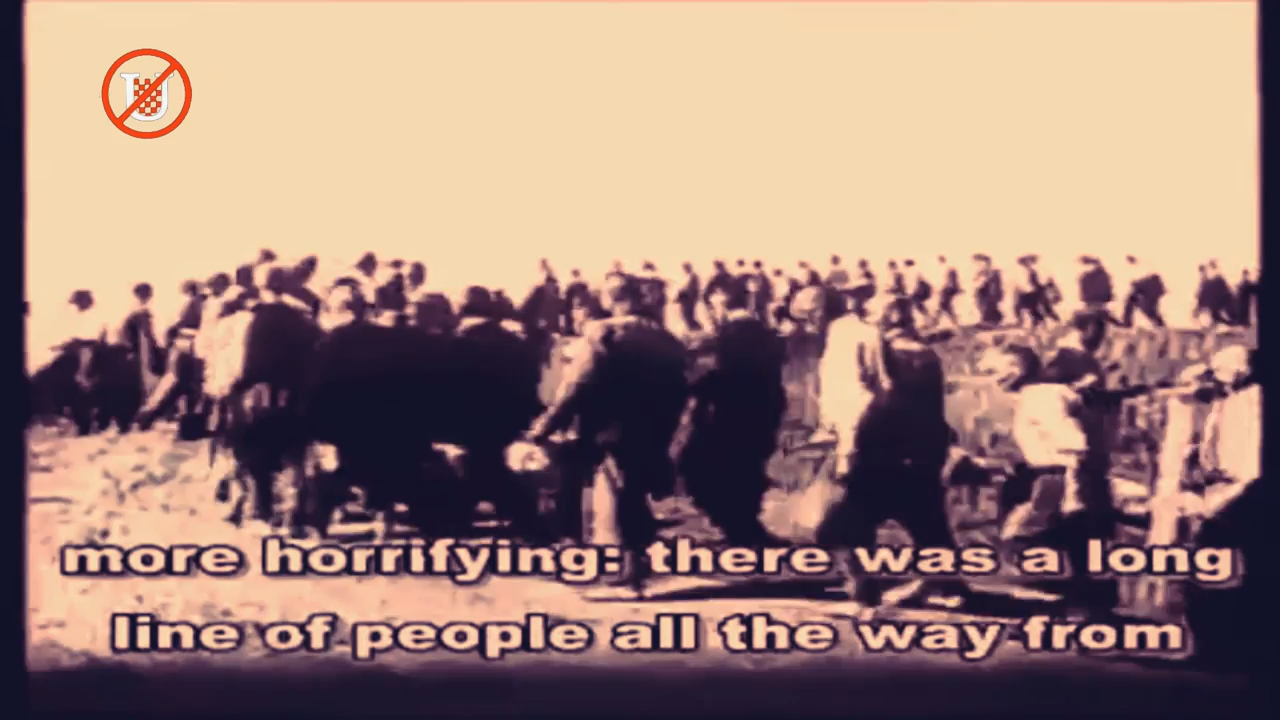 U
more horrifying: there was a long
line of people all the way from